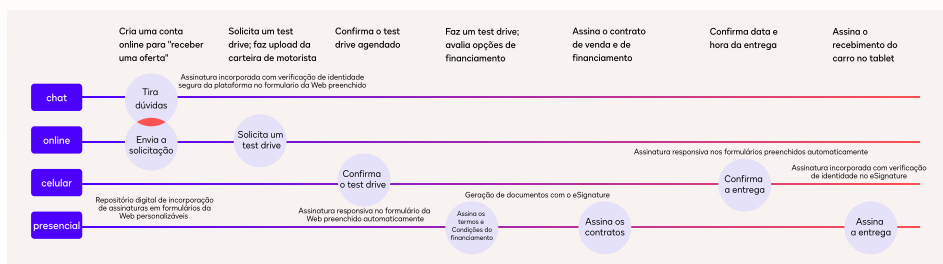 Cria uma conta
online para "receber
uma oferta"
Solicita um test
drive; faz upload da
carteira de motorista
Confirma o test
drive agendado
Faz um test drive;
avalia opções de
financiamento
Assina o contrato
de venda e de
financiamento
Confirma data e
hora da entrega
Assina o
recebimento do
carro no tablet
Assinatura incorporada com verificação de identidade
segura da plataforma no formulario da Web preenchido
chat
Tira
dúvidas
online
Envia a
solicitação
Solicita um
test drive
Assinatura responsiva nos formulários preenchidos automaticamente
celular
Confirma
o test drive
Confirma
a entrega
Assinatura incorporada com verificação
de identidade no eSignature
Repositório digital de incorporação
de assinaturas em formulários da
Web personalizáveis
Assinatura responsiva no formulário da
Web preenchido automaticamente
Geração de documentos com o eSignature
presencial
Assina os
termos e
Condições do
financiamento
Assina os
contratos
Assina
a entrega